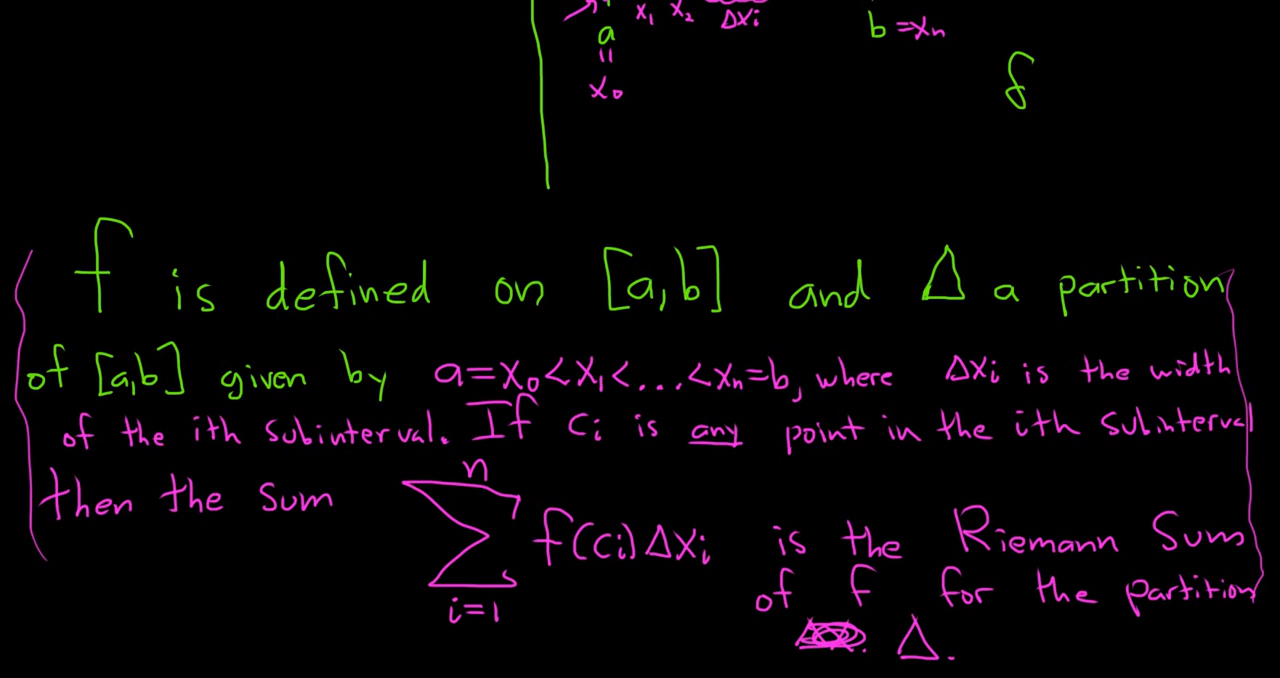 x₁ x₂ Δxᵢ
a b = xₙ
=
x₀ f
f is defined on [a,b] and Δ a partition
of [a,b] given by a=x₀<x₁<...<xₙ=b, where Δxᵢ is the width
of the ith subinterval. If cᵢ is any point in the ith subinterval
then the sum
n
∑ f(cᵢ)Δxᵢ is the Riemann Sum
i=1
of f for the partition
Δ.